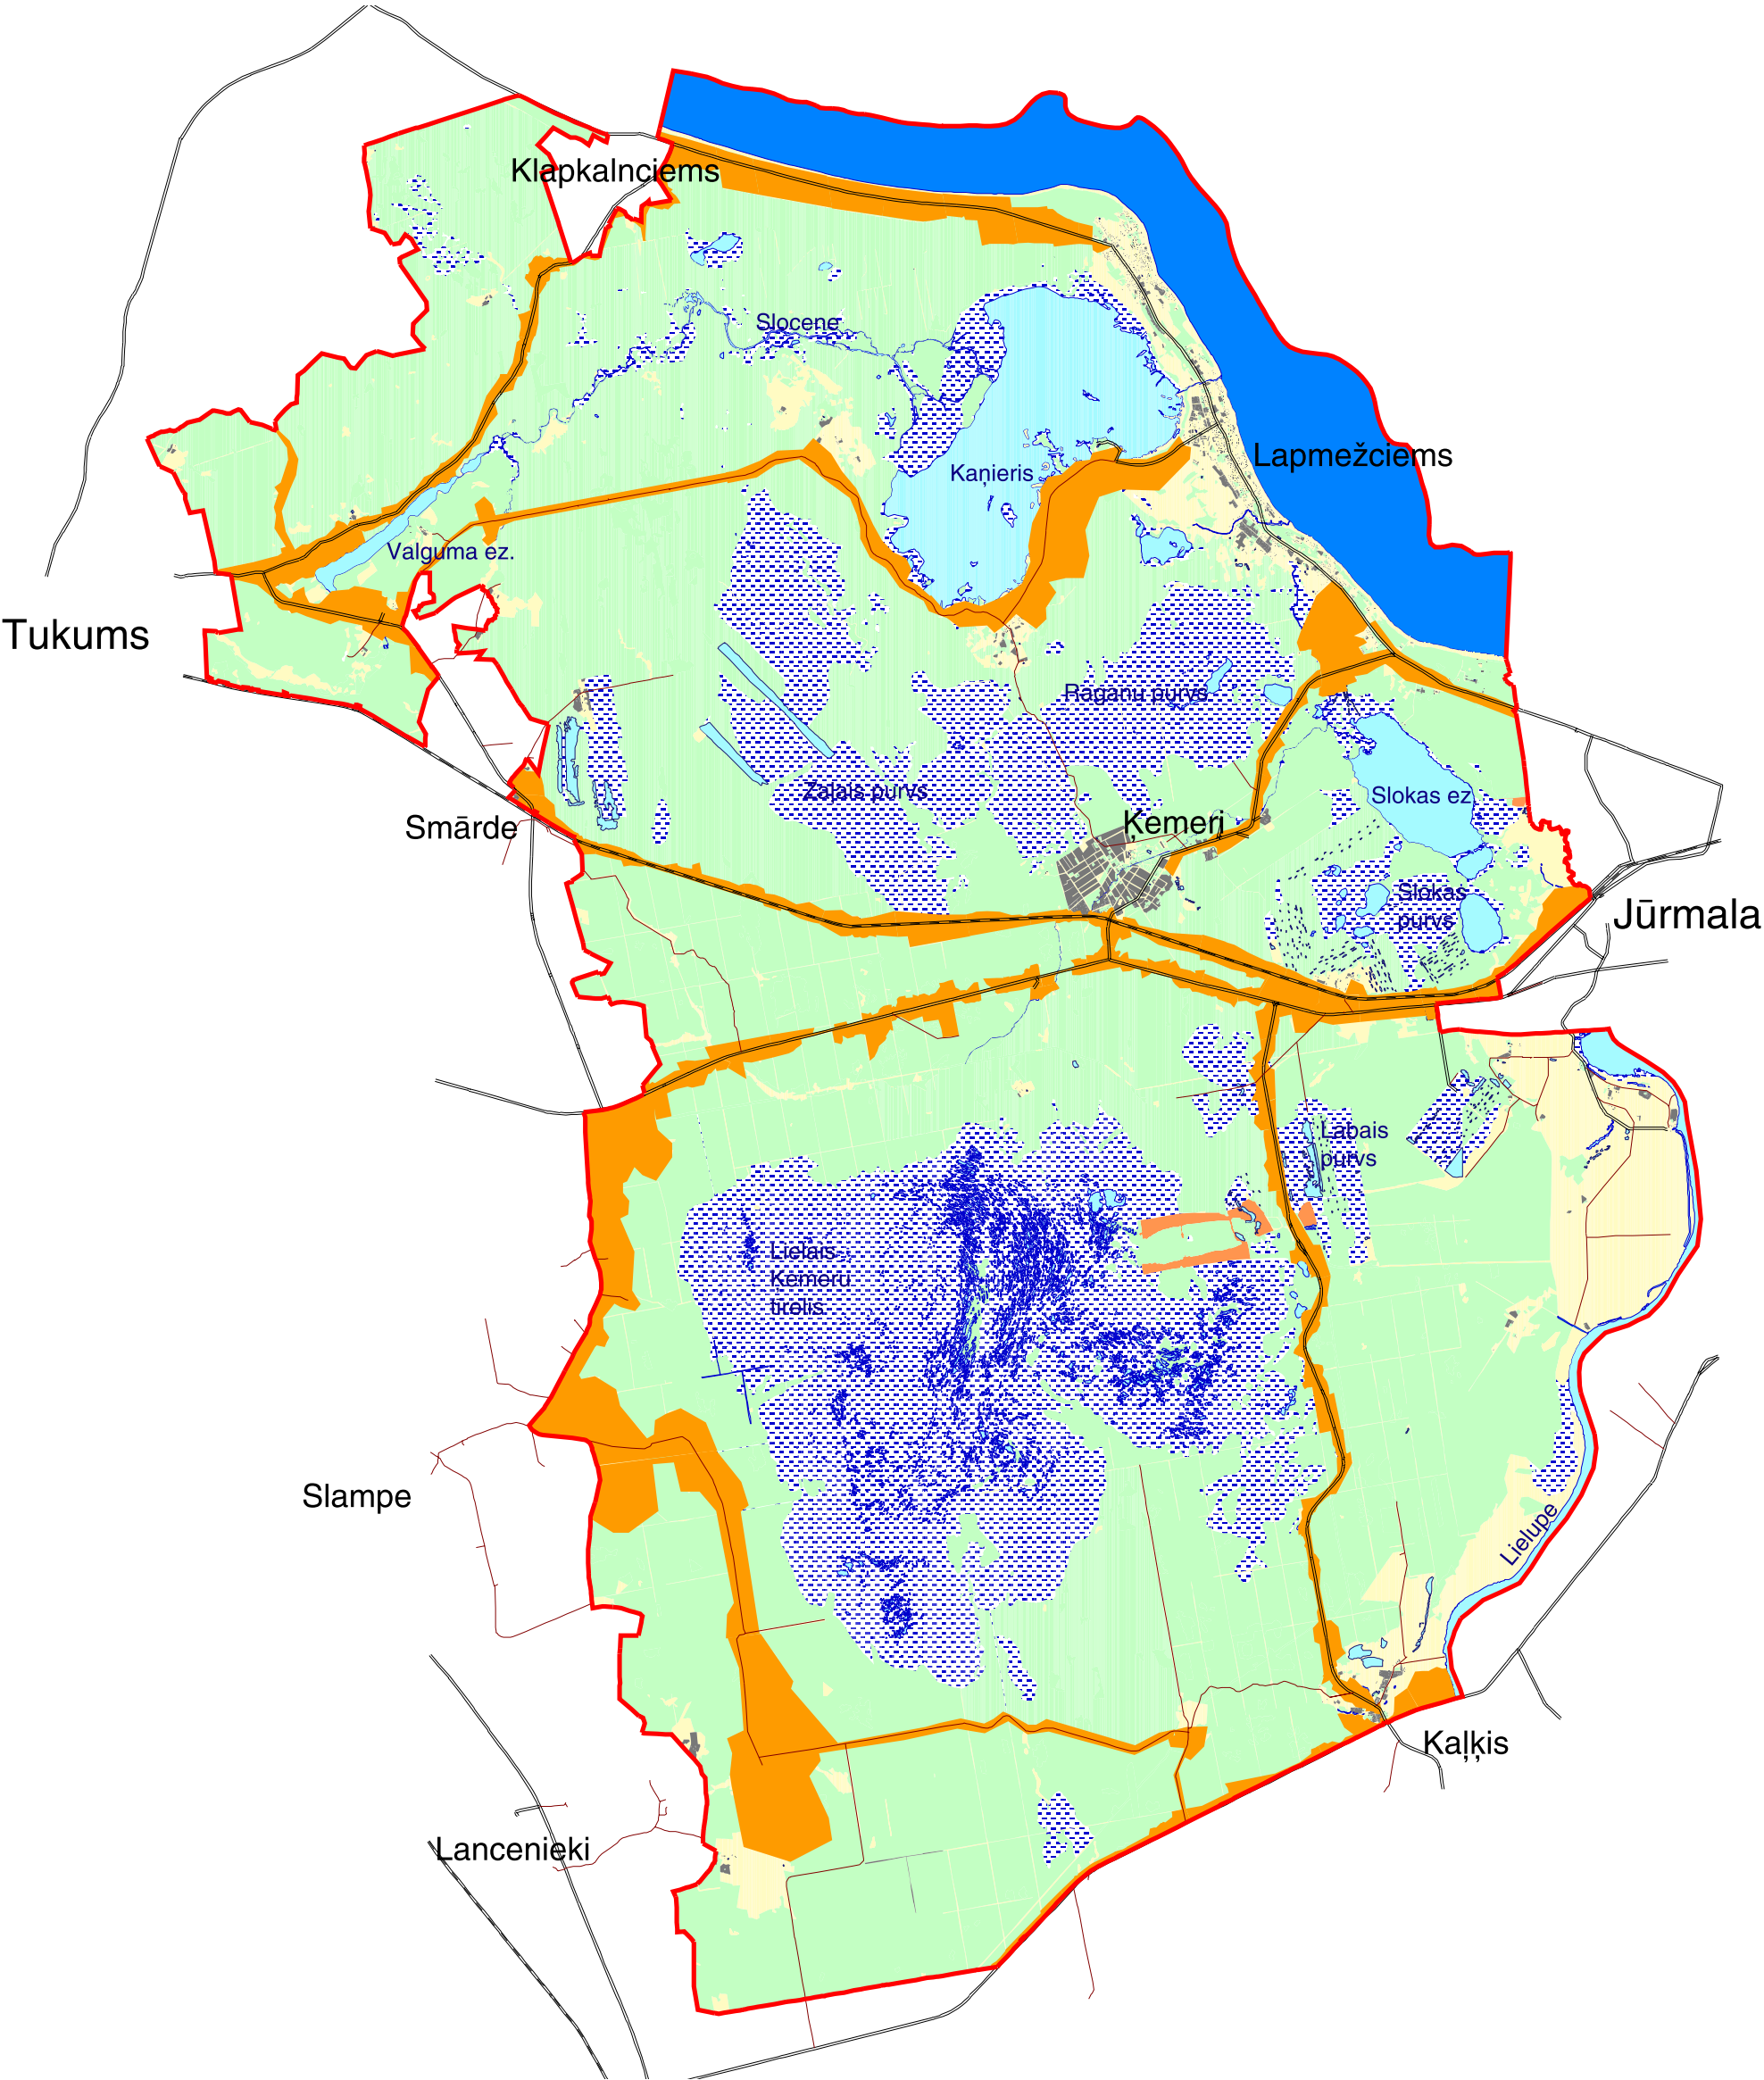 Klapkalnciems
Slocene
Lapmežciems
Kaņieris
Valguma ez.
Tukums
Raganu purvs
Zaļais purvs
Slokas ez
Smārde
Ķemeri
Slokas
purvs
Jūrmala
Labais
purvs
Lielais
Ķemeru
tīrelis
Slampe
Lielupe
Kaļķis
Lancenieki